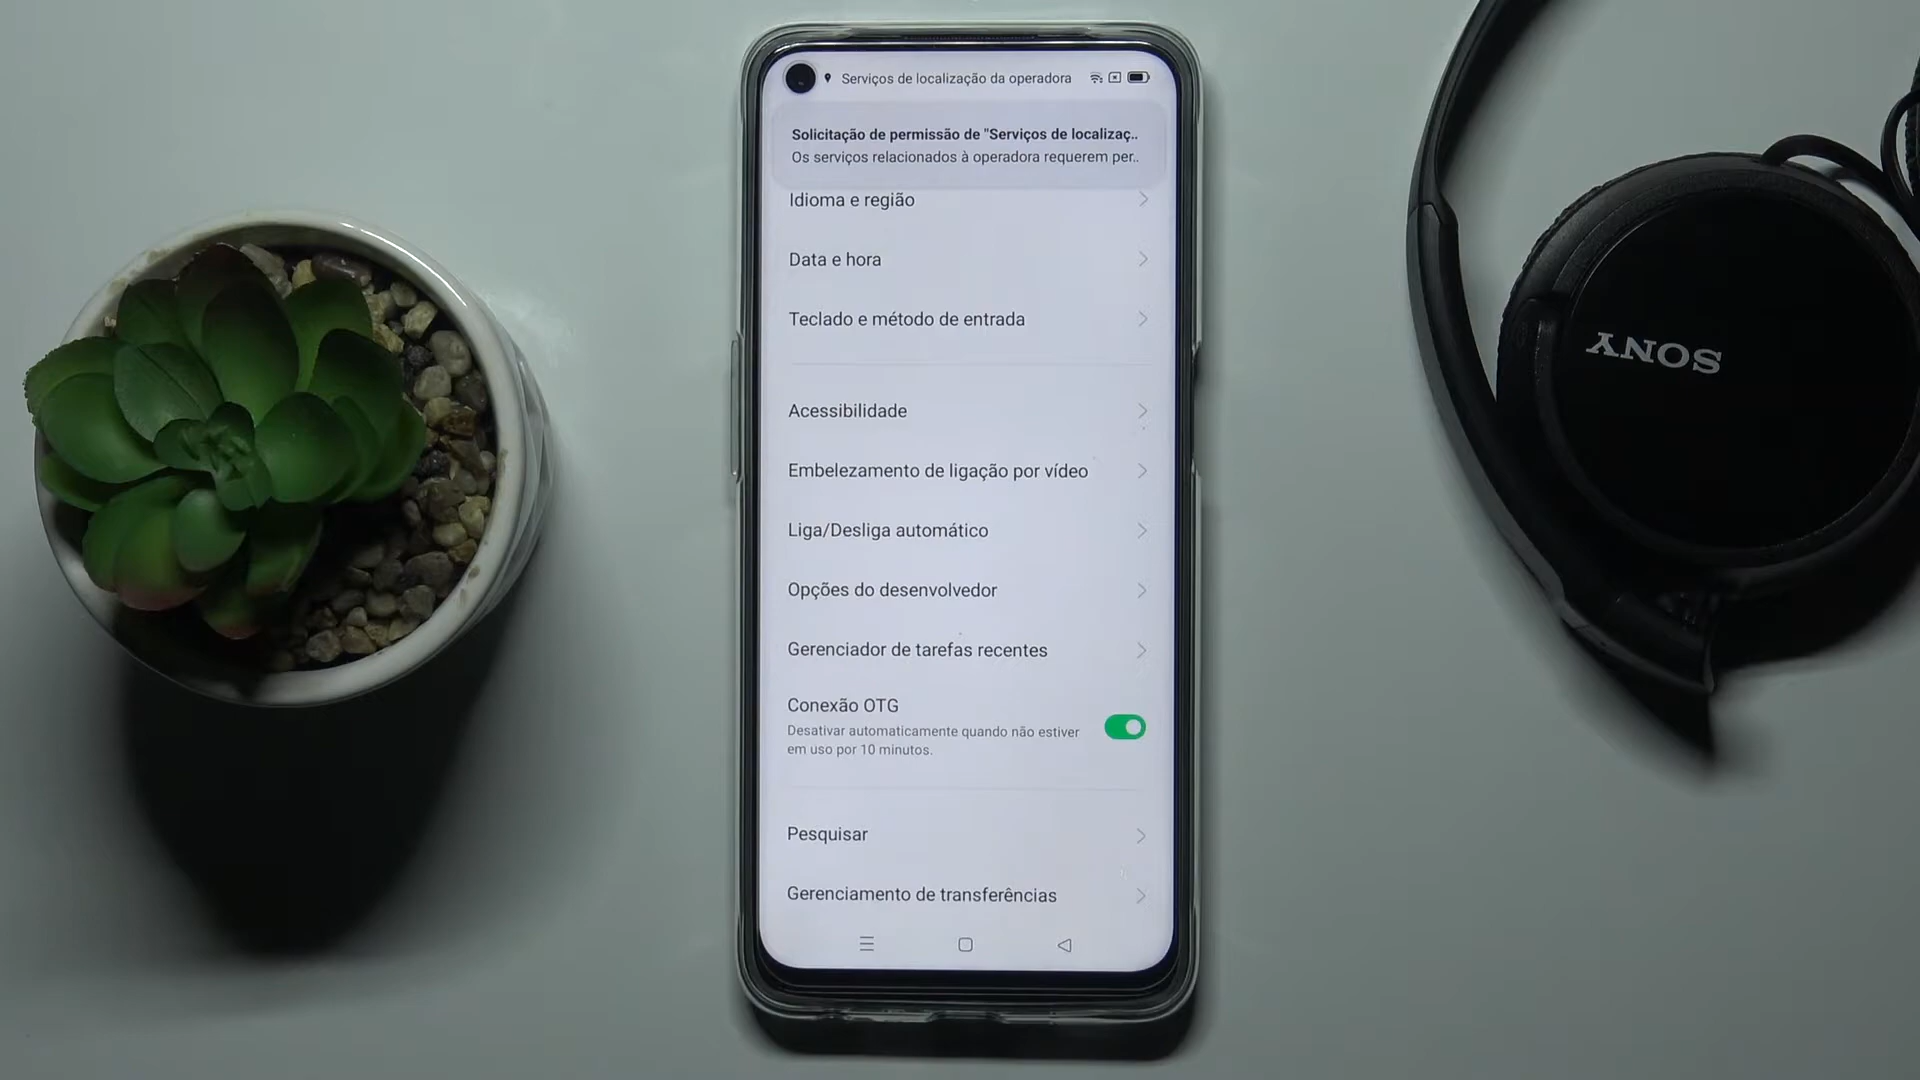 Serviços de localização da operadora
Solicitação de permissão de "Serviços de localizaç..
Os serviços relacionados à operadora requerem per..
Idioma e região
Data e hora
Teclado e método de entrada
Acessibilidade
Embelezamento de ligação por vídeo
Liga/Desliga automático
Opções do desenvolvedor
Gerenciador de tarefas recentes
Conexão OTG
Desativar automaticamente quando não estiver
em uso por 10 minutos.
Pesquisar
Gerenciamento de transferências
SONY